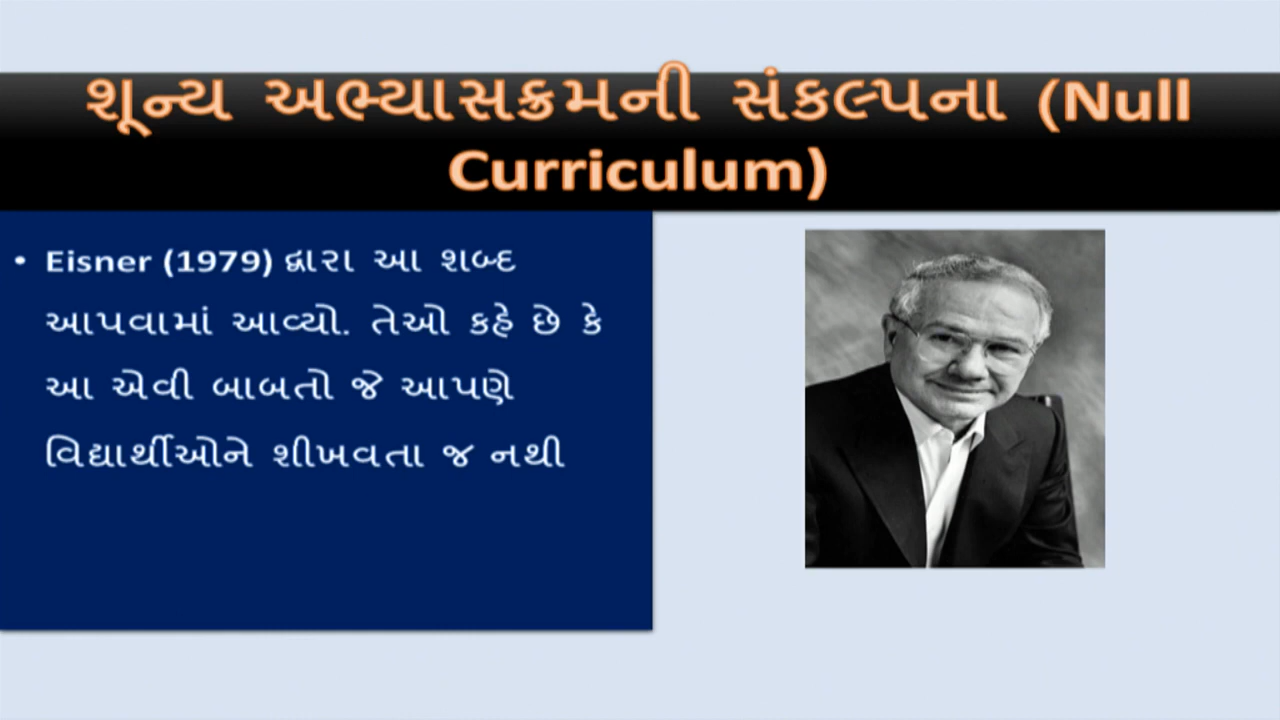 શૂન્ય અભ્યાસક્રમની સંકલ્પના (Null
Curriculum)
• Eisner (1979) દ્વારા આ શબ્દ
આપવામાં આવ્યો. તેઓ કહે છે કે
આ એવી બાબતો જે આપણે
વિદ્યાર્થીઓને શીખવતા જ નથી